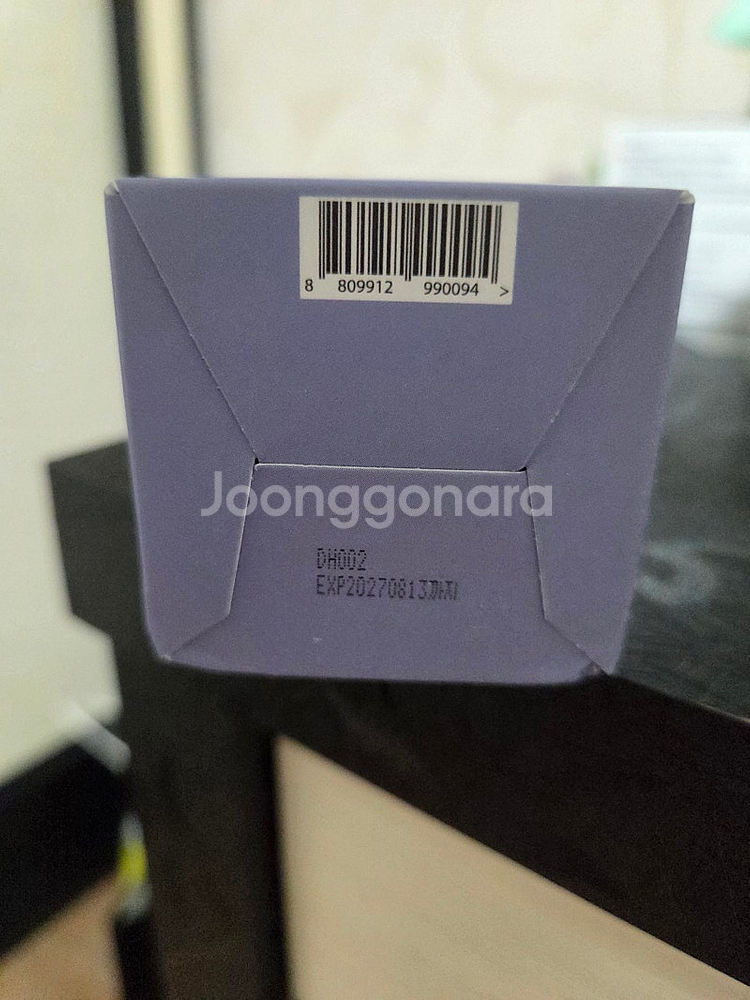 8 809912 990094 >
Joonggonara
DH002
EXP20270813까지